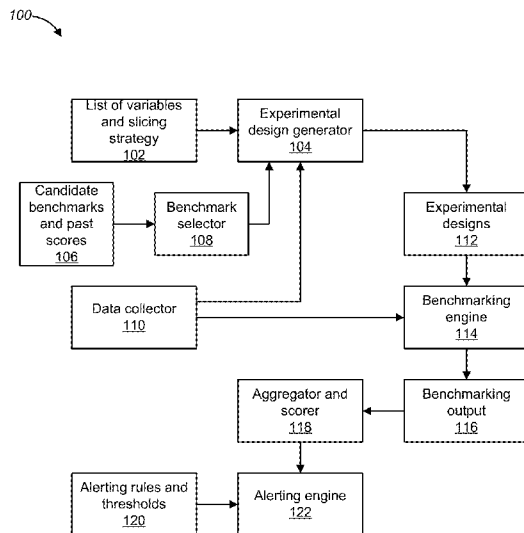 100
List of variables
and slicing
strategy
102
Experimental
design generator
104
Candidate
benchmarks
and past
scores
106
Benchmark
selector
108
Experimental
designs
112
Data collector
110
Benchmarking
engine
114
Aggregator and
scorer
118
Benchmarking
output
116
Alerting rules and
thresholds
120
Alerting engine
122